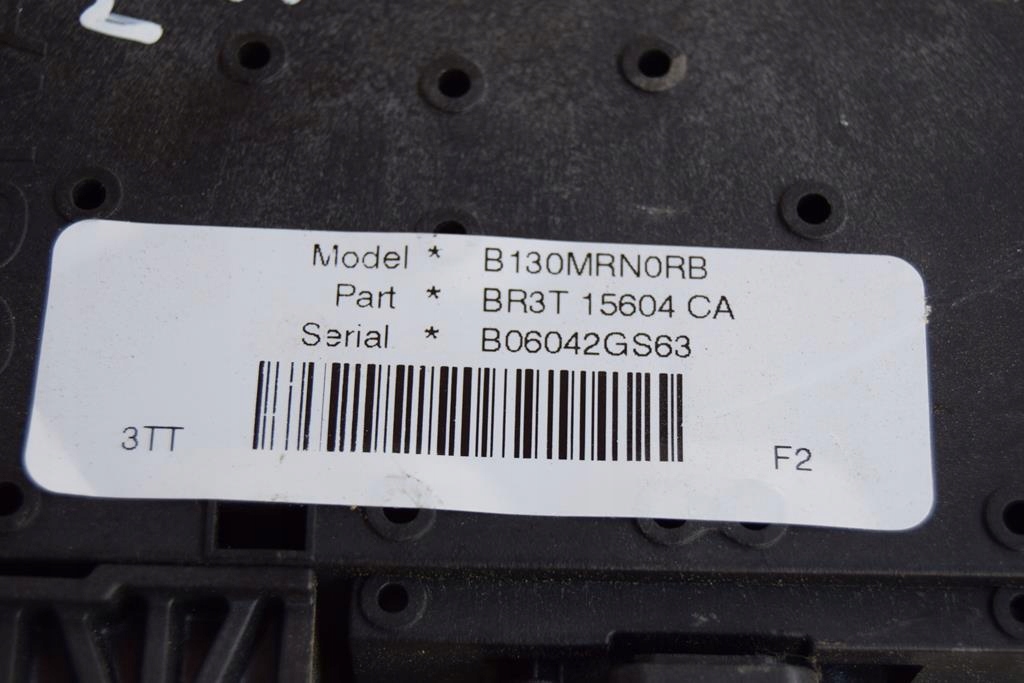 Model * B130MRN0RB
Part * BR3T 15604 CA
Serial * B06042GS63
3TT
F2